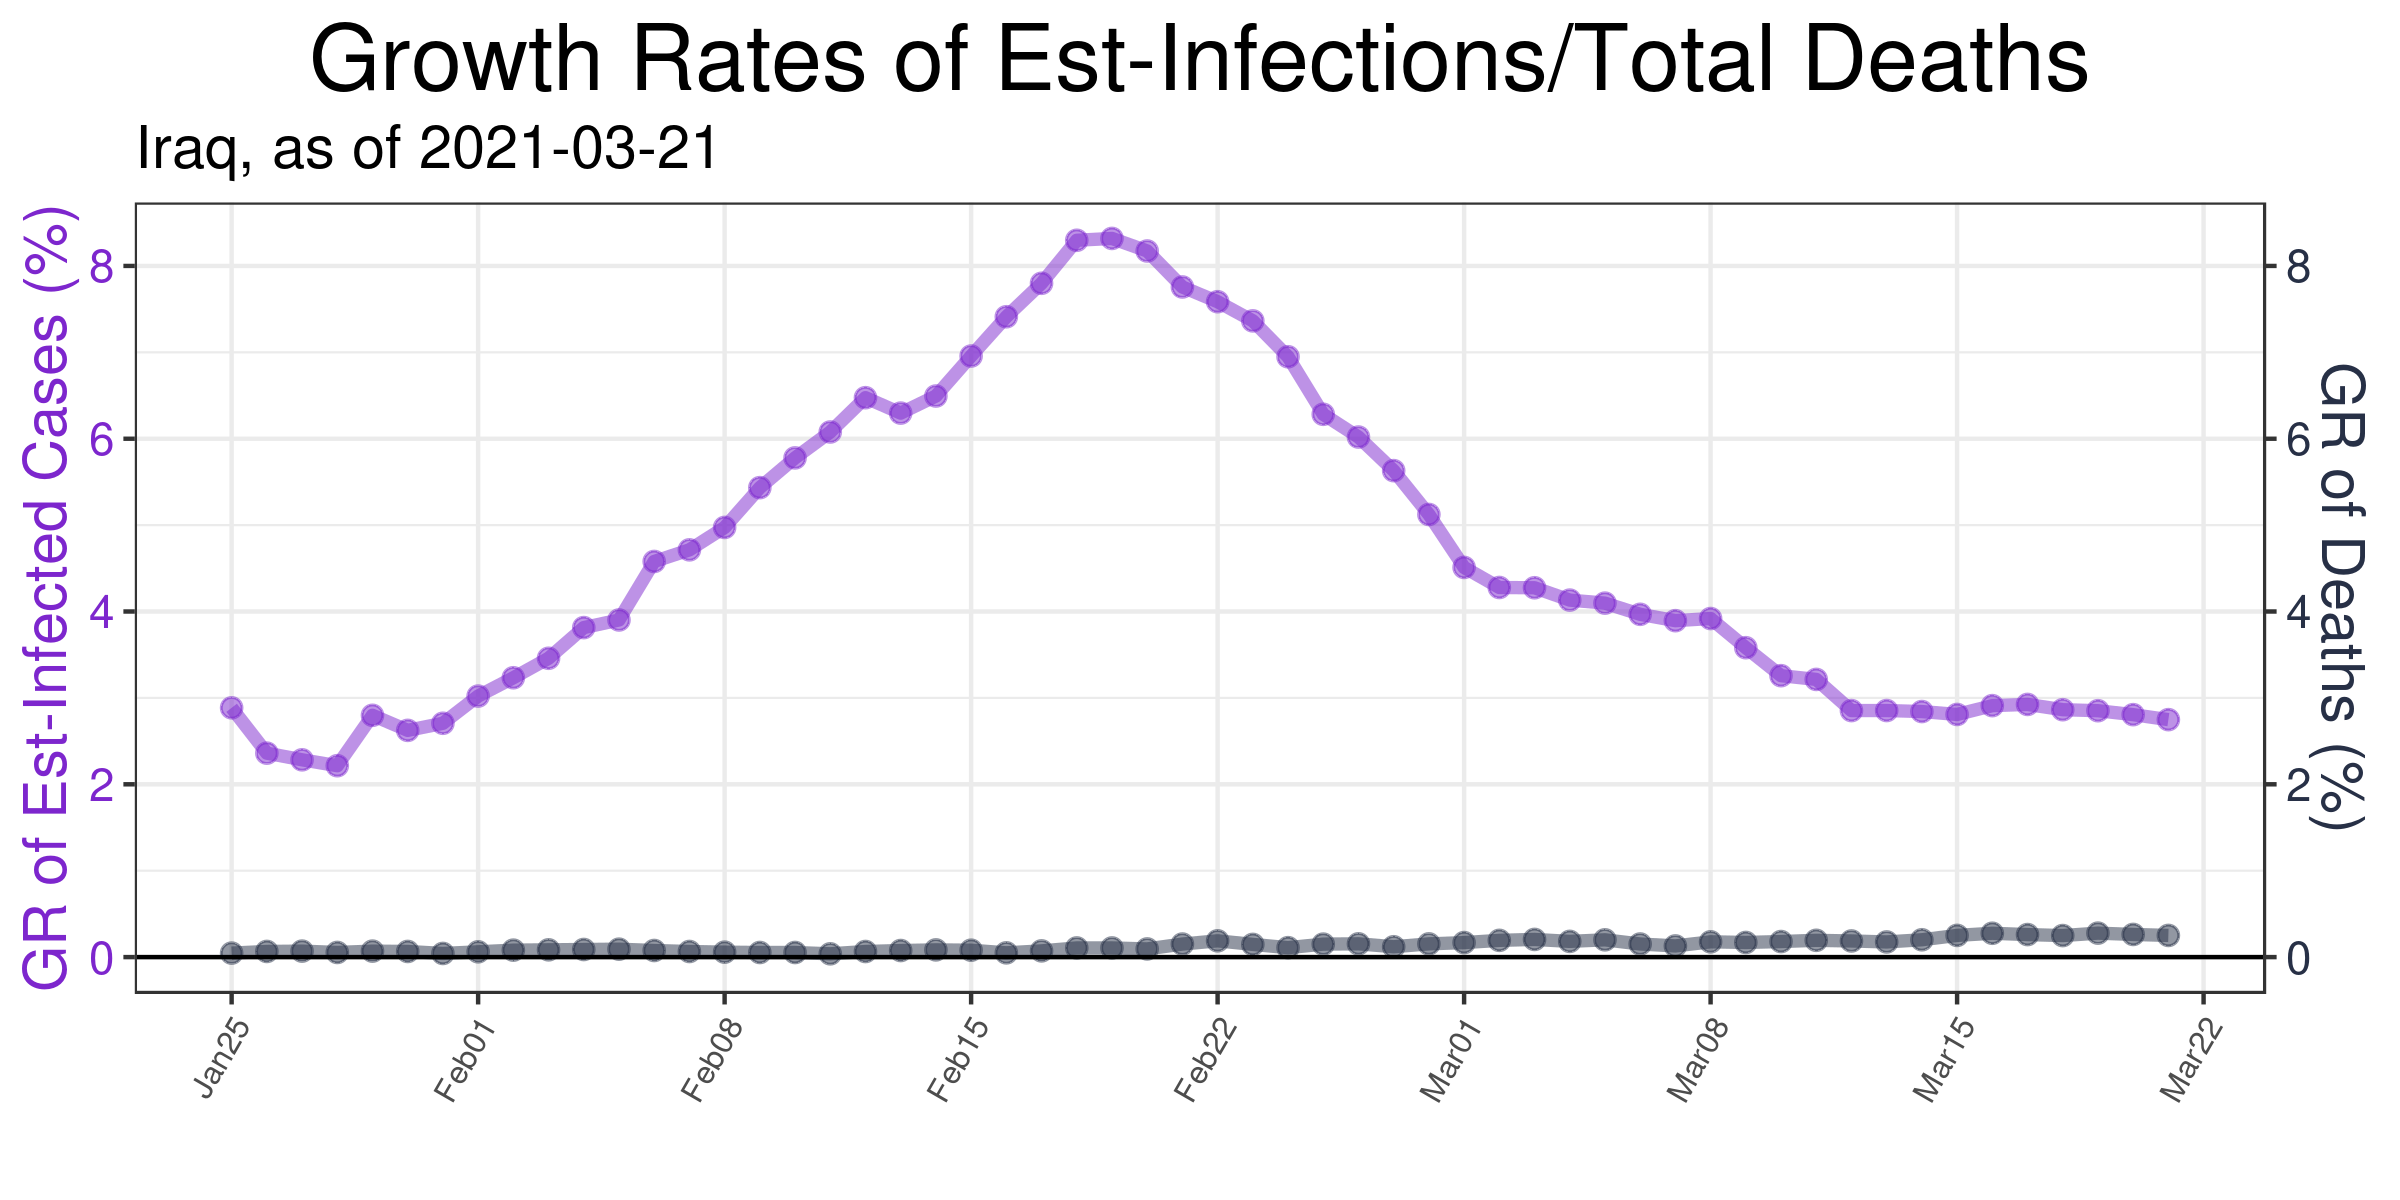 Growth Rates of Est-Infections/Total Deaths
Iraq, as of 2021-03-21
GR of Est-Infected Cases (%)
8
6
4
2
0
8
6
4
2
0
GR of Deaths (%)
Jan25
Feb01
Feb08
Feb15
Feb22
Mar01
Mar08
Mar15
Mar22